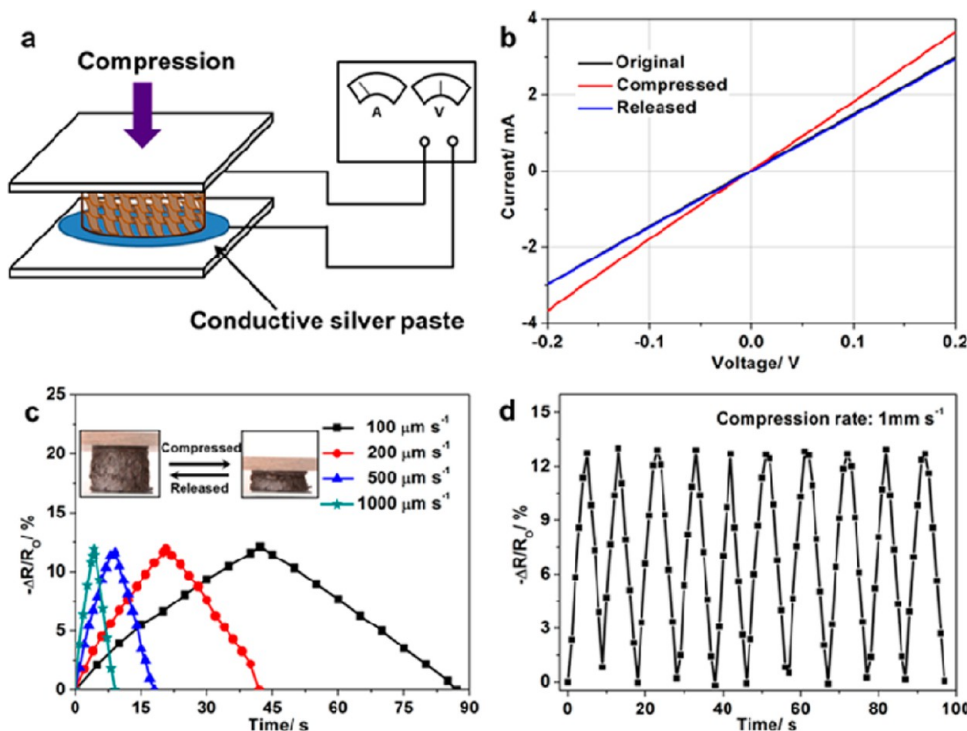 a
Compression
A
V
Conductive silver paste
b
4
2
0
-2
-4
Current/ mA
Original
Compressed
Released
-0.2
-0.1
0.0
0.1
0.2
Voltage/ V
c
25
20
15
10
5
0
-ΔR/R₀/ %
Compressed
Released
100 μm s⁻¹
200 μm s⁻¹
500 μm s⁻¹
1000 μm s⁻¹
0
15
30
45
60
75
90
Time/ s
d
Compression rate: 1mm s⁻¹
15
12
9
6
3
0
-ΔR/R₀/ %
0
20
40
60
80
100
Time/ s